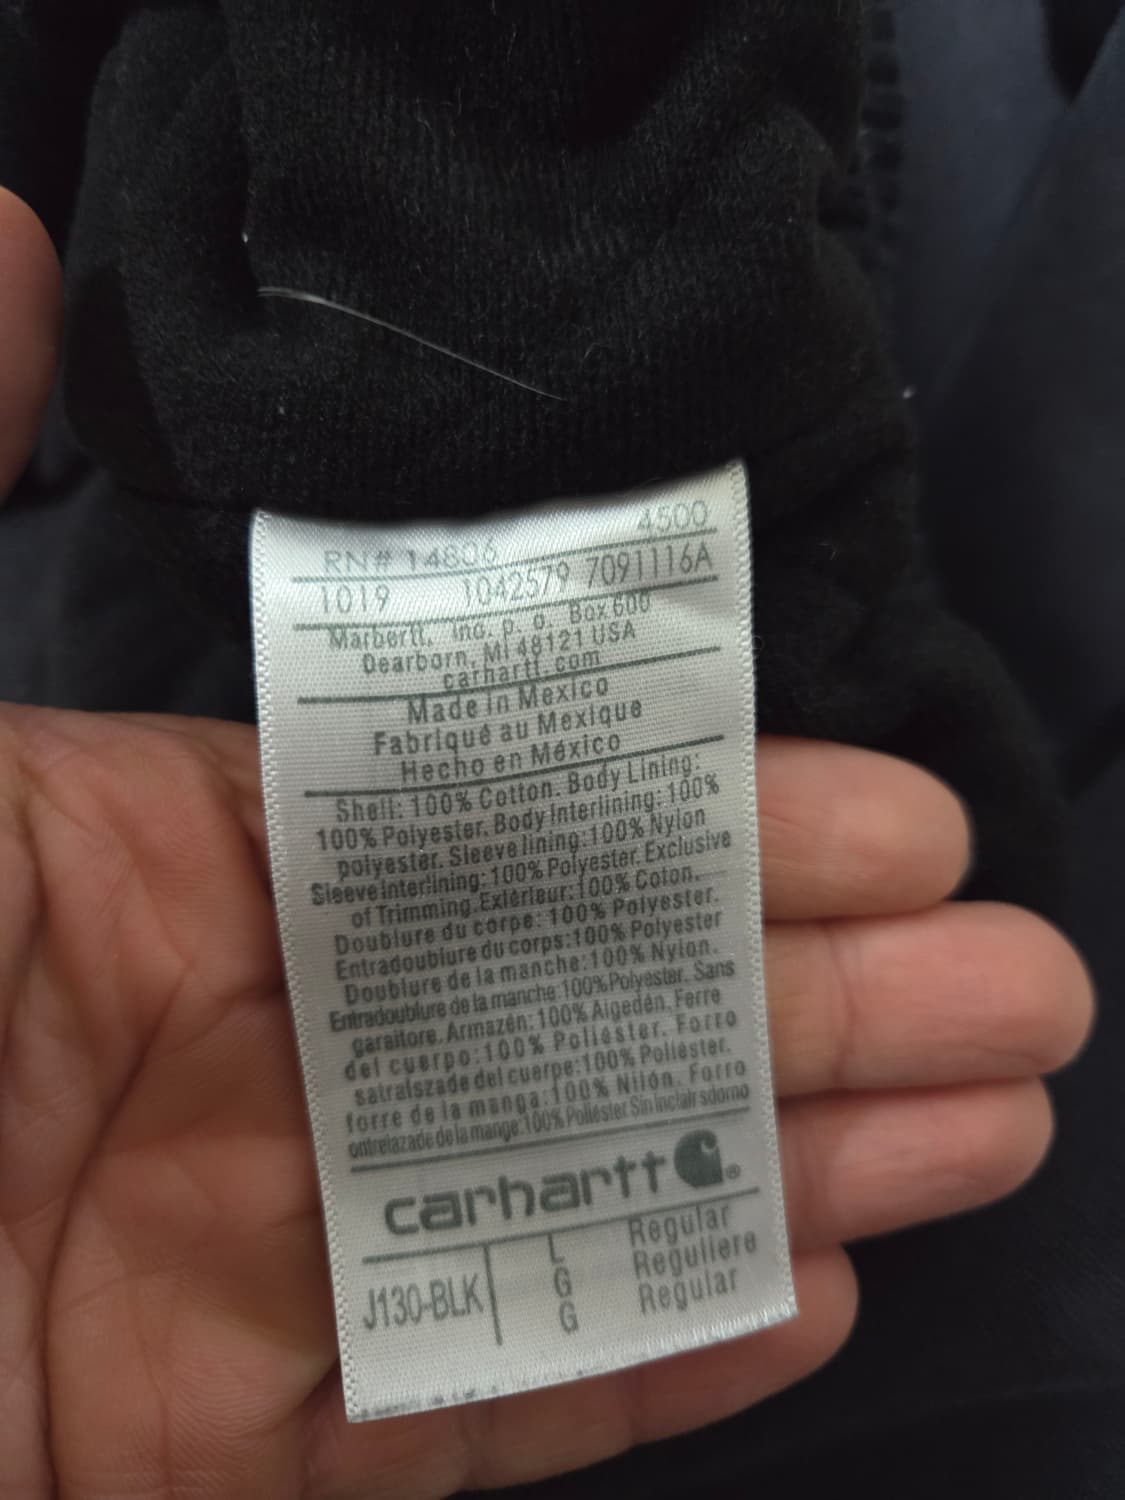 4500
RN# 14806
1019 1042579 7091116A
Marbertt. Ino. p. o. Box 600
Dearborn, MI 48121 USA
carhartt.com
Made in Mexico
Fabriqué au Mexique
Hecho en México
Shell: 100% Cotton. Body Lining:
100% Polyester. Body Interlining: 100%
polyester. Sleeve lining: 100% Nylon
Sleeve interlining: 100% Polyester. Exclusive
of Trimming. Exlérieur: 100% Coton.
Doublure du corpe: 100% Polyester.
Entradoublure du corps: 100% Polyester
Doublure de la manche: 100% Nylon.
Entradoublure de la manche: 100% Polyester. Sans
garaitore. Armazén: 100% Algedén. Ferre
del cuerpo: 100% Poliéster. Forro
satralszade del cuerpe: 100% Poliester.
forre de la manga: 100% Nilón. Forro
ontrelazade de la mange: 100% Poliéster Sin inclair sdorno
carhartt ®
J130-BLK L Regular
G Reguliere
G Regular